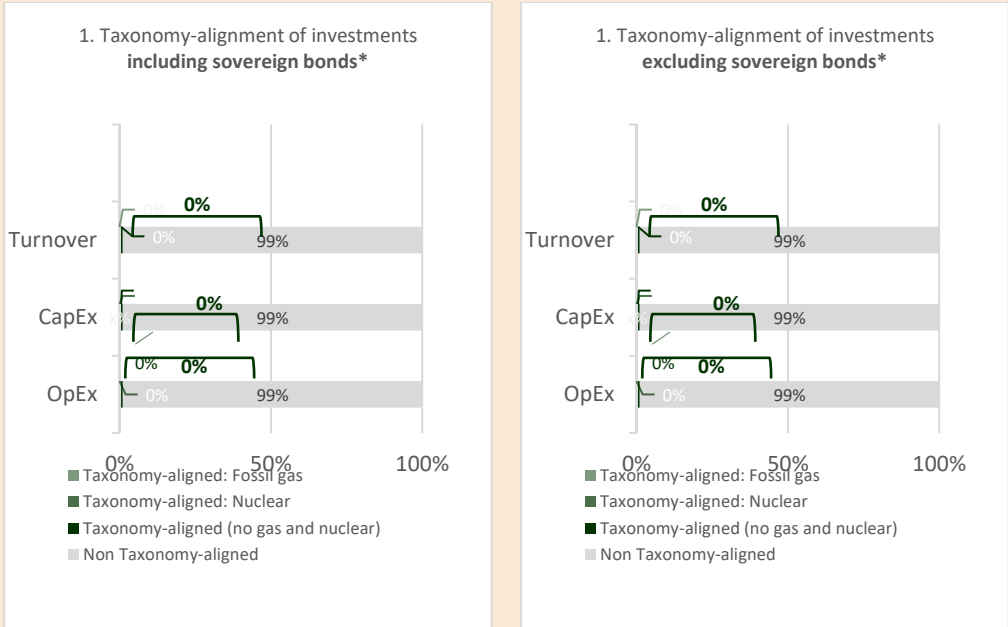 1. Taxonomy-alignment of investments
including sovereign bonds*
0%
0%
Turnover
0%
99%
0%
CapEx
99%
0%
0%
OpEx
0%
99%
0%
50%
100%
Taxonomy-aligned: Fossil gas
Taxonomy-aligned: Nuclear
Taxonomy-aligned (no gas and nuclear)
Non Taxonomy-aligned
1. Taxonomy-alignment of investments
excluding sovereign bonds*
0%
0%
Turnover
0%
99%
0%
CapEx
99%
0%
0%
OpEx
0%
99%
0%
50%
100%
Taxonomy-aligned: Fossil gas
Taxonomy-aligned: Nuclear
Taxonomy-aligned (no gas and nuclear)
Non Taxonomy-aligned